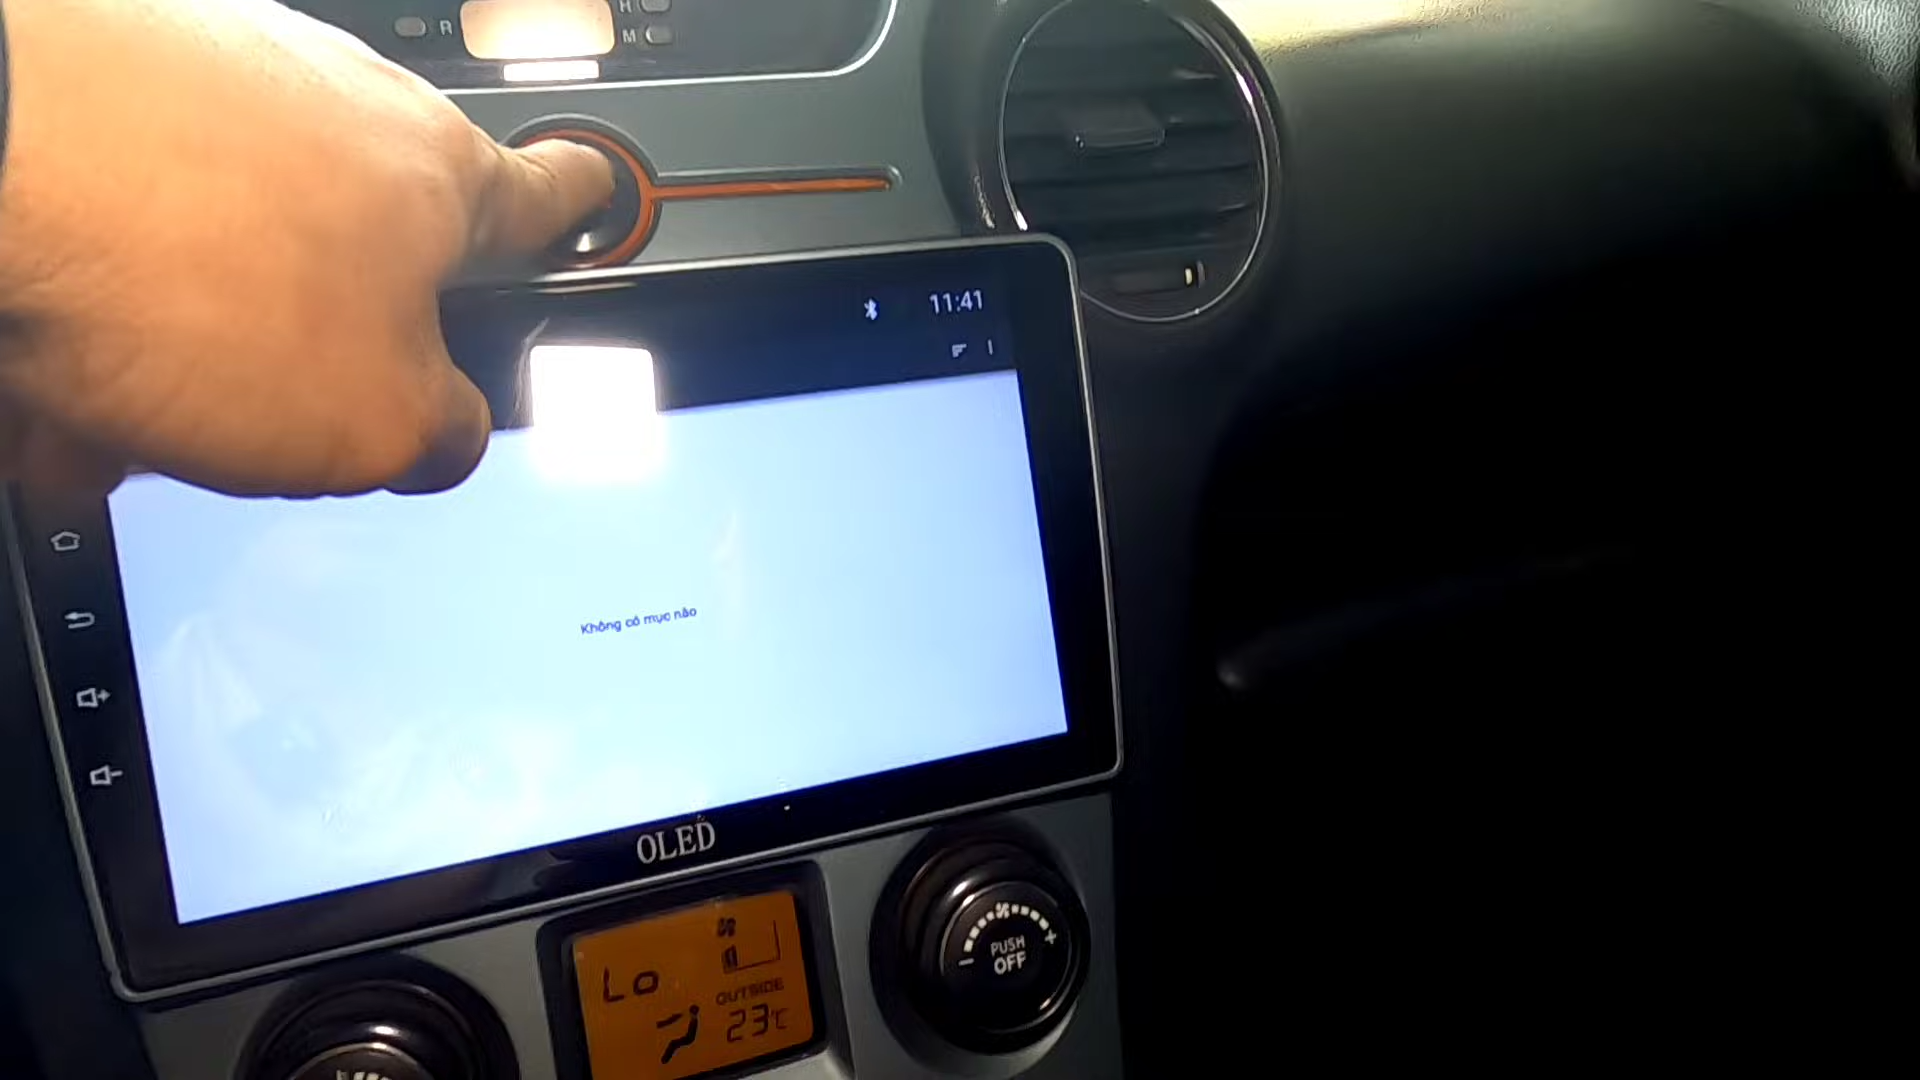 H
R
M
11:41
Không có mục nào
OLED
Lo
OUTSIDE
23°C
PUSH
OFF